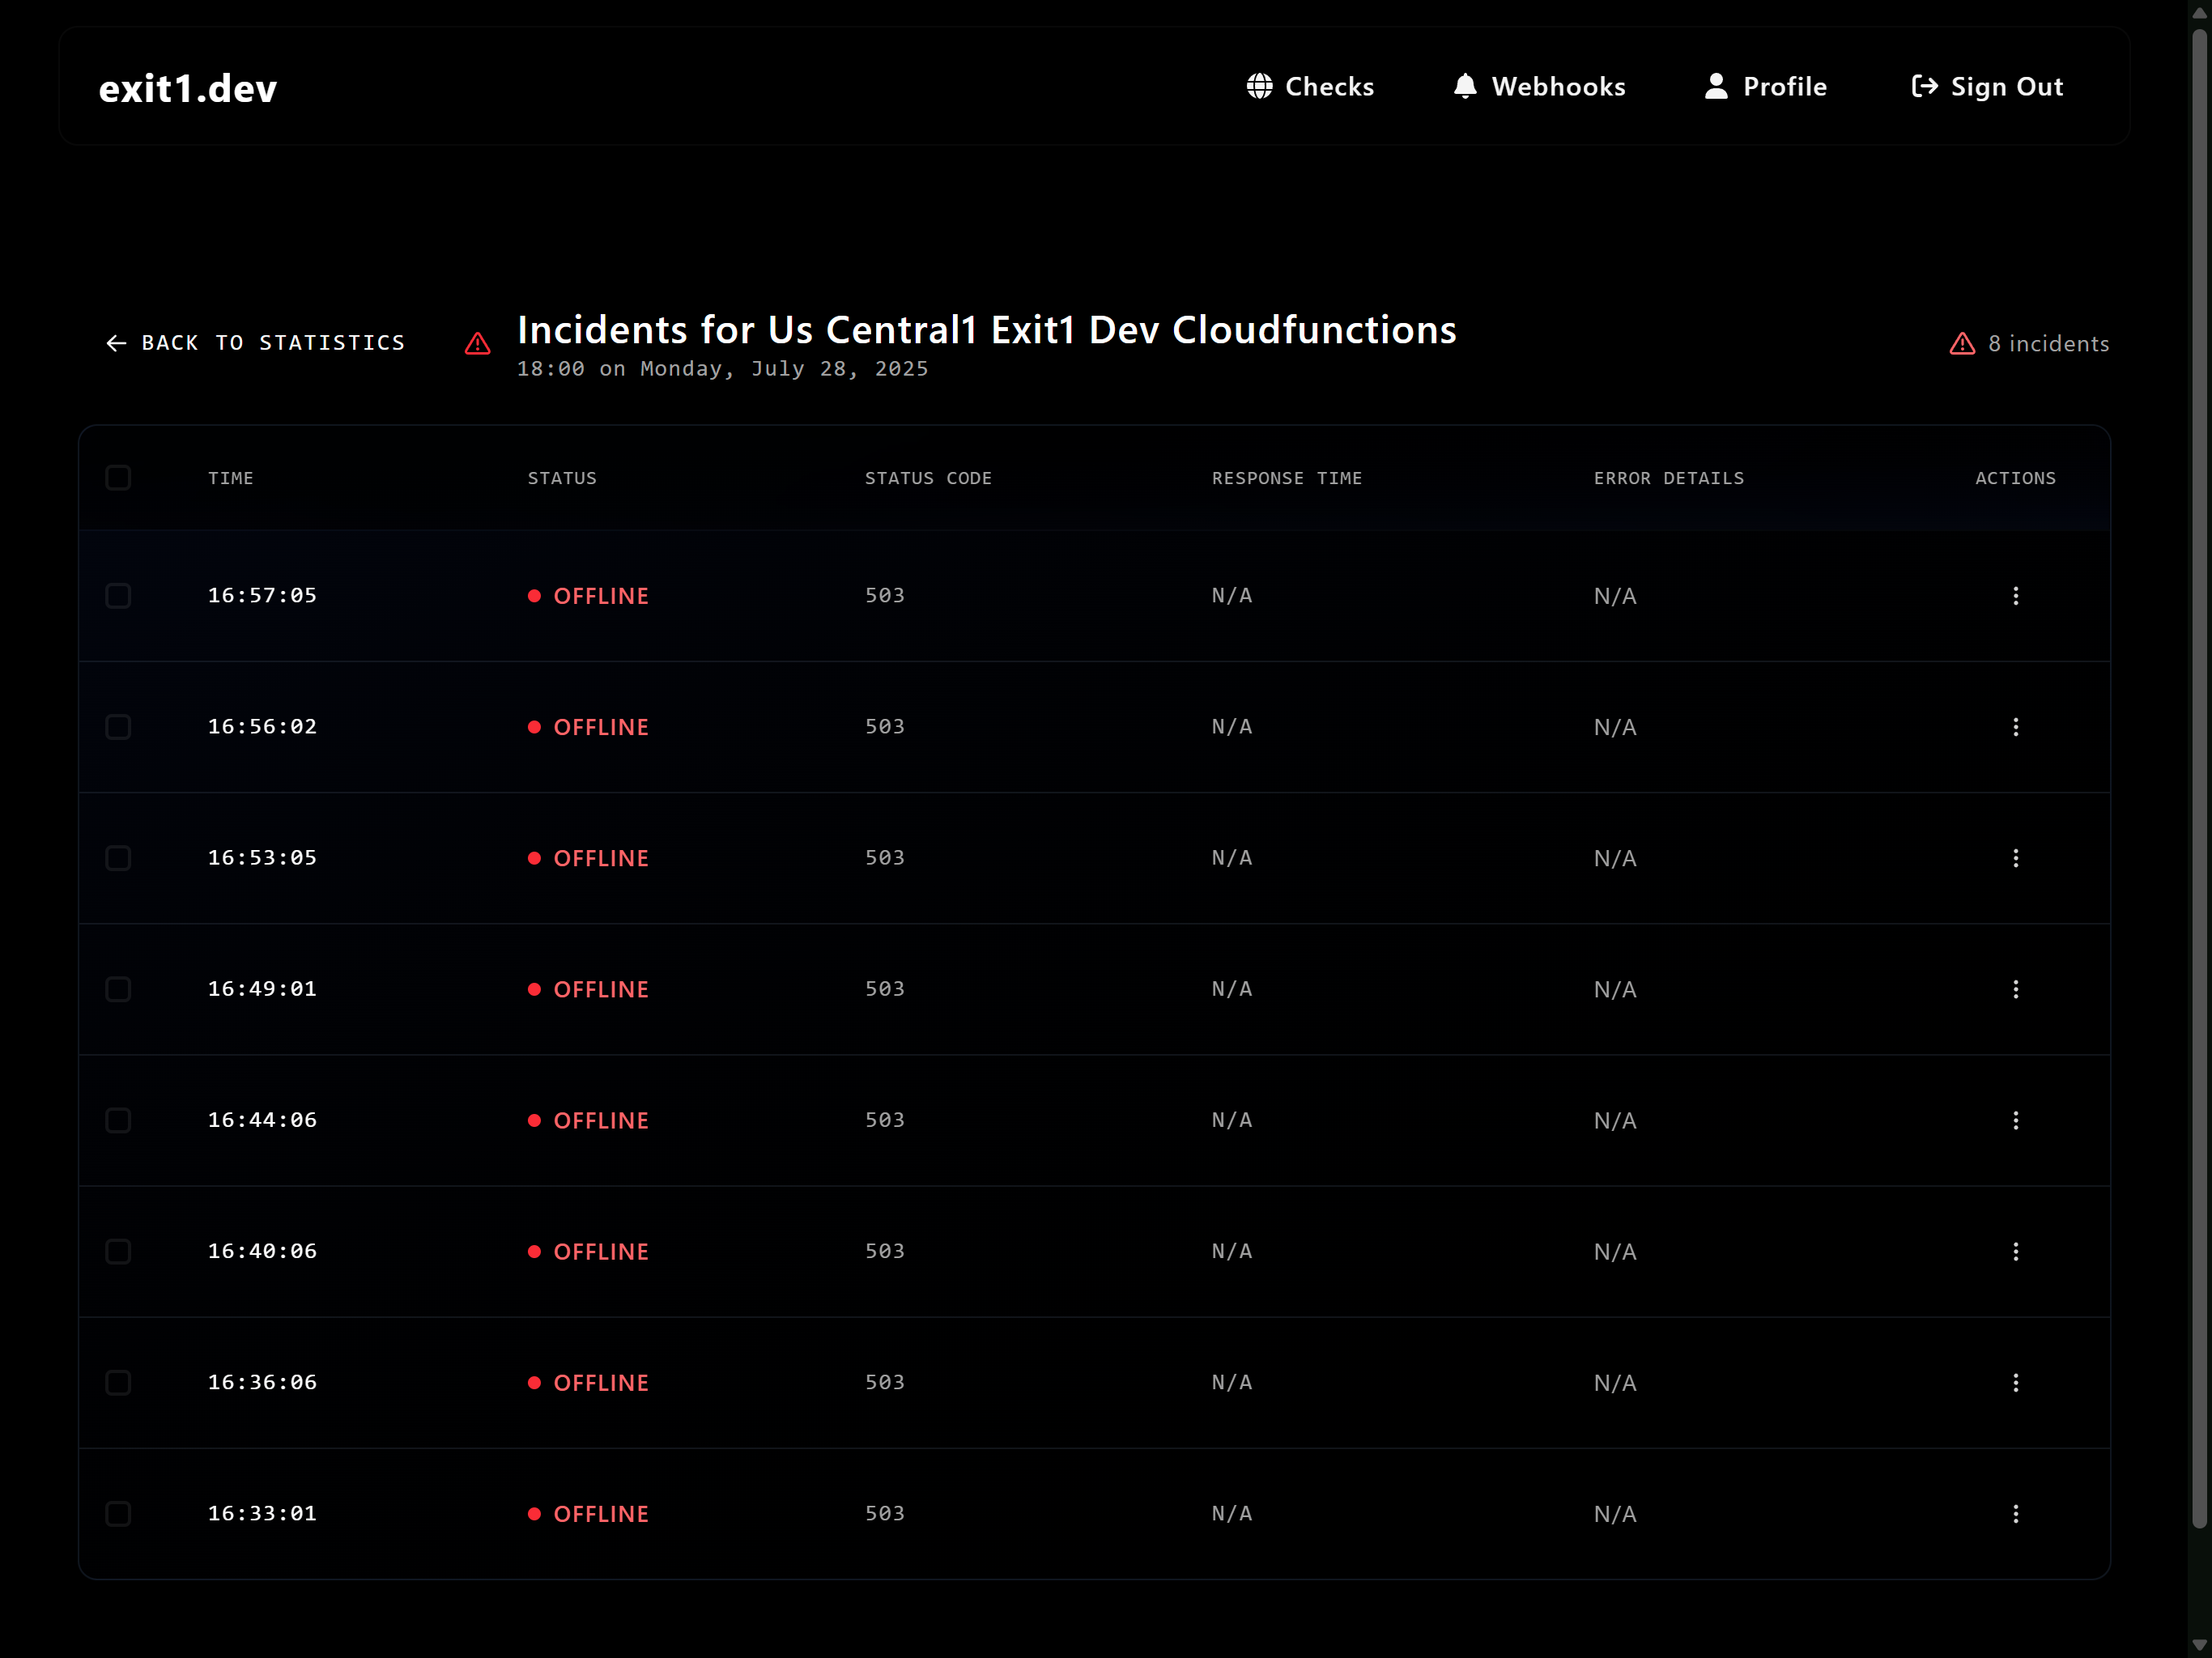 exit1.dev
Checks
Webhooks
Profile
Sign Out
BACK TO STATISTICS
Incidents for Us Central1 Exit1 Dev Cloudfunctions
18:00 on Monday, July 28, 2025
8 incidents
TIME STATUS STATUS CODE RESPONSE TIME ERROR DETAILS ACTIONS
16:57:05 OFFLINE 503 N/A N/A
16:56:02 OFFLINE 503 N/A N/A
16:53:05 OFFLINE 503 N/A N/A
16:49:01 OFFLINE 503 N/A N/A
16:44:06 OFFLINE 503 N/A N/A
16:40:06 OFFLINE 503 N/A N/A
16:36:06 OFFLINE 503 N/A N/A
16:33:01 OFFLINE 503 N/A N/A